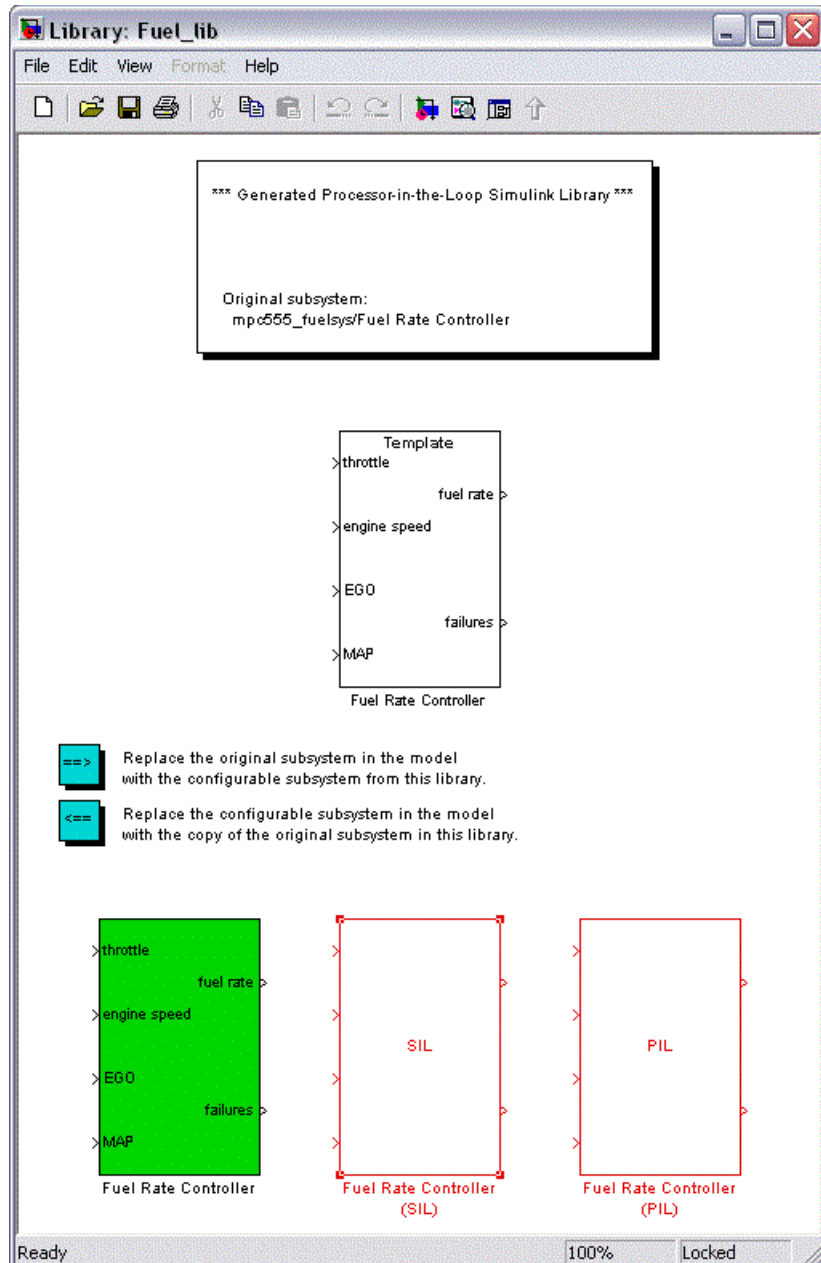 Library: Fuel_lib
File Edit View Format Help
*** Generated Processor-in-the-Loop Simulink Library ***
Original subsystem:
mpc555_fuelsys/Fuel Rate Controller
Template
throttle
fuel rate
engine speed
EGO
failures
MAP
Fuel Rate Controller
==> Replace the original subsystem in the model
with the configurable subsystem from this library.
<== Replace the configurable subsystem in the model
with the copy of the original subsystem in this library.
throttle
fuel rate
engine speed
EGO
failures
MAP
Fuel Rate Controller
SIL
Fuel Rate Controller
(SIL)
PIL
Fuel Rate Controller
(PIL)
Ready 100% Locked